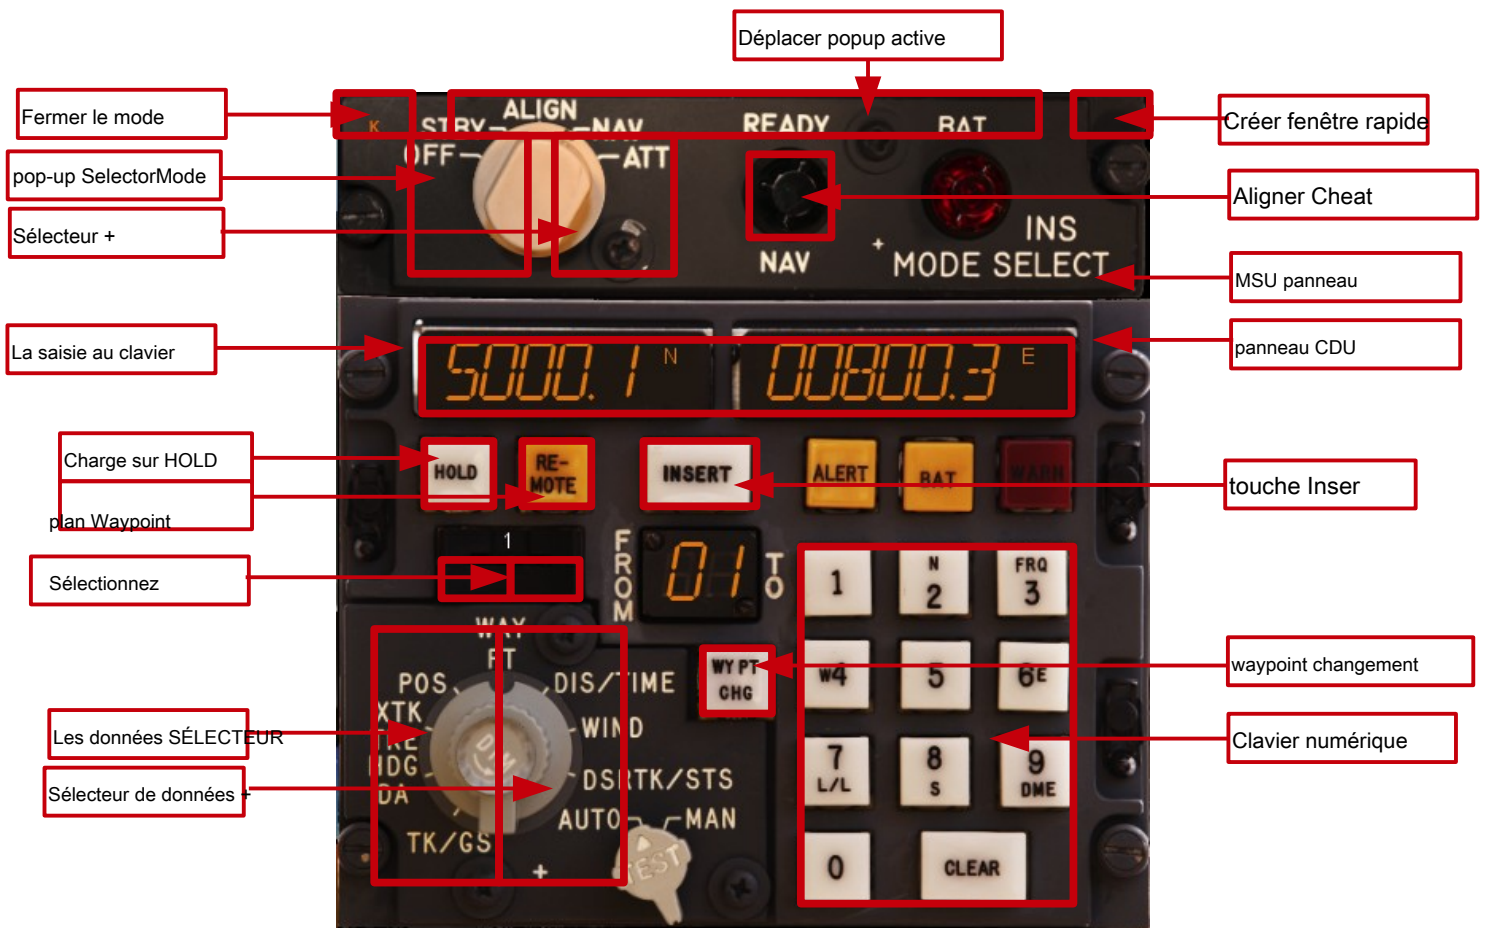 Déplacer popup active
Fermer le mode
Créer fenêtre rapide
pop-up SelectorMode
Aligner Cheat
Sélecteur +
MSU panneau
La saisie au clavier
panneau CDU
Charge sur HOLD
plan Waypoint
touche Inser
Sélectionnez
waypoint changement
Les données SÉLECTEUR
Clavier numérique
Sélecteur de données +
K
OFF
STBY
ALIGN
NAV
ATT
READY
NAV
BAT
INS
+
MODE SELECT
5000.1 N
00800.3 E
HOLD
RE-
MOTE
INSERT
ALERT
BAT
WARN
1
FROM
01
TO
WAY
PT
POS
XTK
TKE
HDG
DA
TK/GS
DIS/TIME
WIND
DSRTK/STS
DIM
AUTO
MAN
TEST
+
WY PT
CHG
1
N
2
FRQ
3
W4
5
6E
7
L/L
8
S
9
DME
0
CLEAR